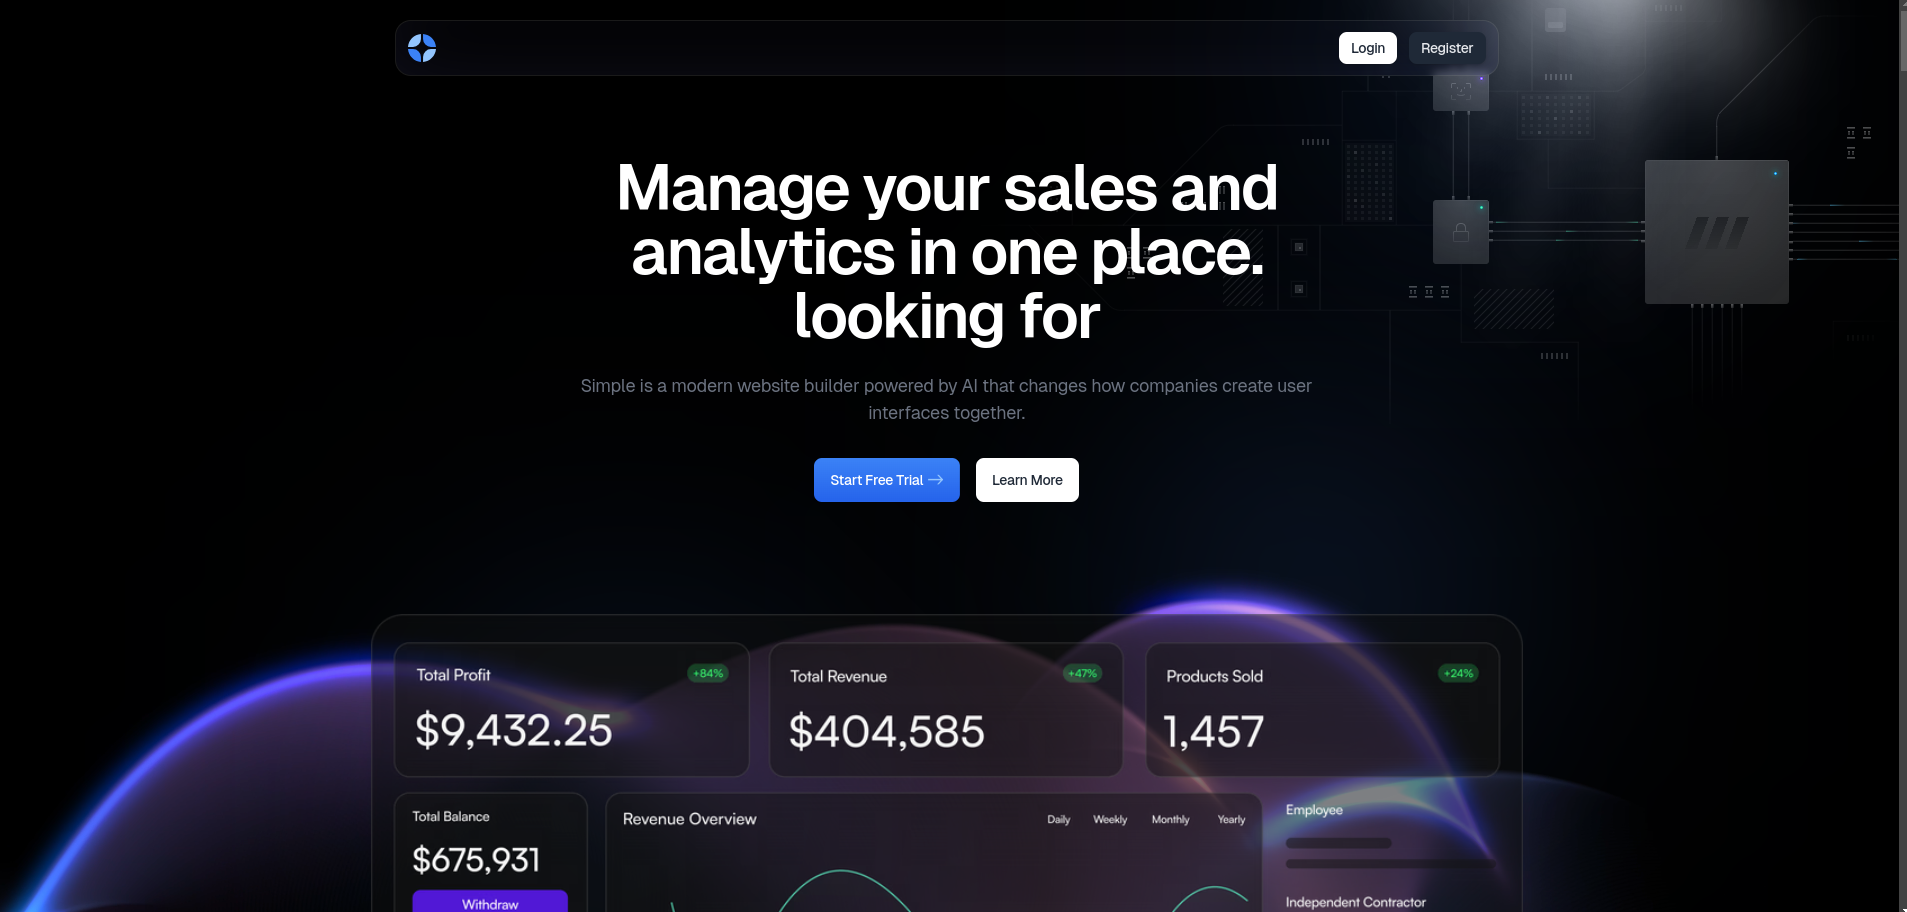 Login
Register
Manage your sales and
analytics in one place.
looking for
Simple is a modern website builder powered by AI that changes how companies create user
interfaces together.
Start Free Trial
Learn More
Total Profit
+84%
$9,432.25
Total Revenue
+47%
$404,585
Products Sold
+24%
1,457
Total Balance
$675,931
Withdraw
Revenue Overview
Daily
Weekly
Monthly
Yearly
Employee
Independent Contractor